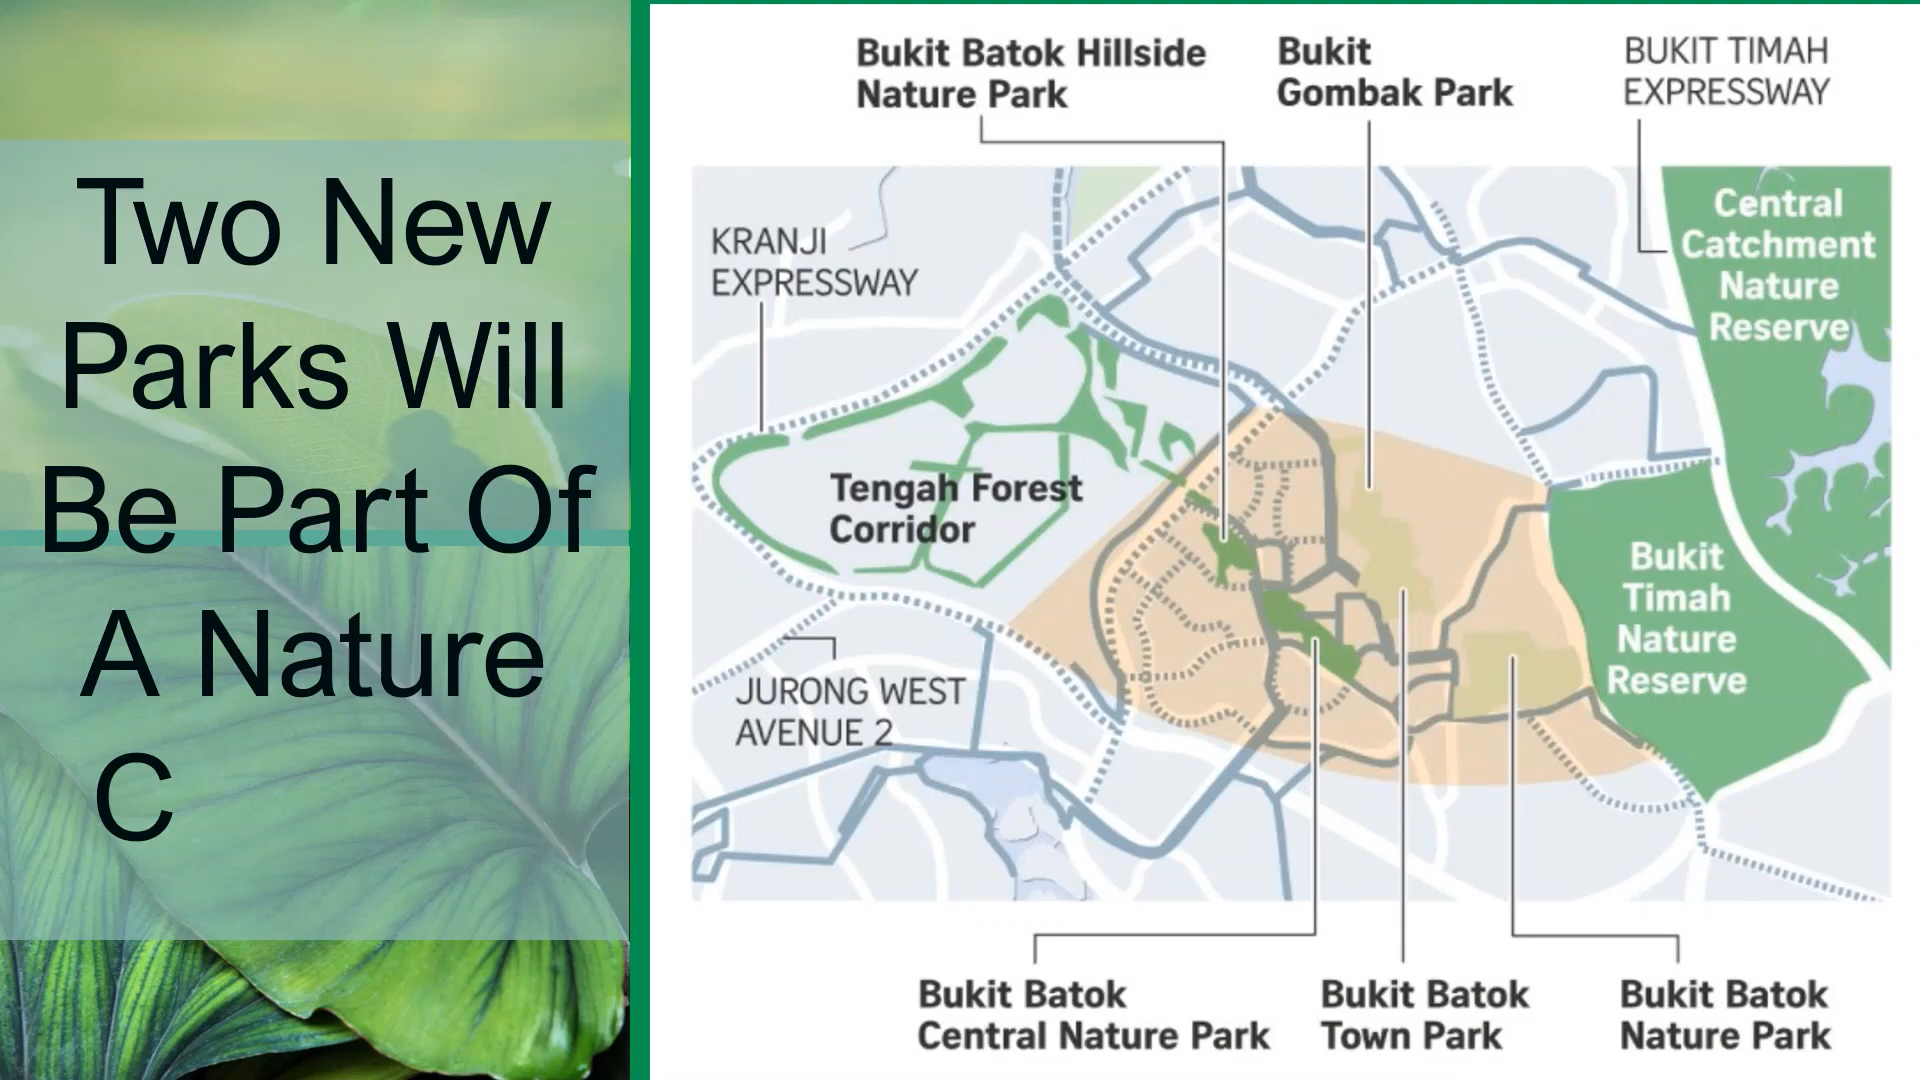 Two New
Parks Will
Be Part Of
A Nature
C
Bukit Batok Hillside
Nature Park
Bukit
Gombak Park
BUKIT TIMAH
EXPRESSWAY
KRANJI
EXPRESSWAY
Central
Catchment
Nature
Reserve
Tengah Forest
Corridor
Bukit
Timah
Nature
Reserve
JURONG WEST
AVENUE 2
Bukit Batok
Central Nature Park
Bukit Batok
Town Park
Bukit Batok
Nature Park